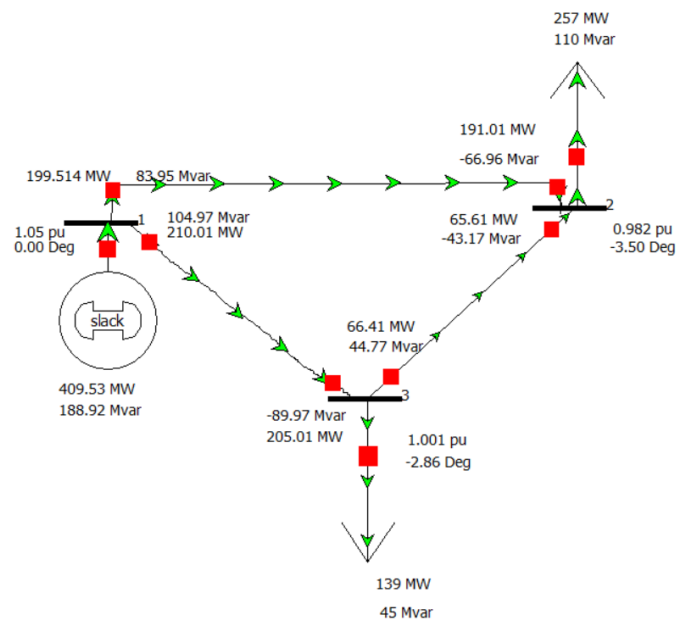 257 MW
110 Mvar
191.01 MW
-66.96 Mvar
199.514 MW
83.95 Mvar
2
1
104.97 Mvar
210.01 MW
65.61 MW
-43.17 Mvar
0.982 pu
-3.50 Deg
1.05 pu
0.00 Deg
slack
66.41 MW
44.77 Mvar
409.53 MW
188.92 Mvar
3
-89.97 Mvar
205.01 MW
1.001 pu
-2.86 Deg
139 MW
45 Mvar